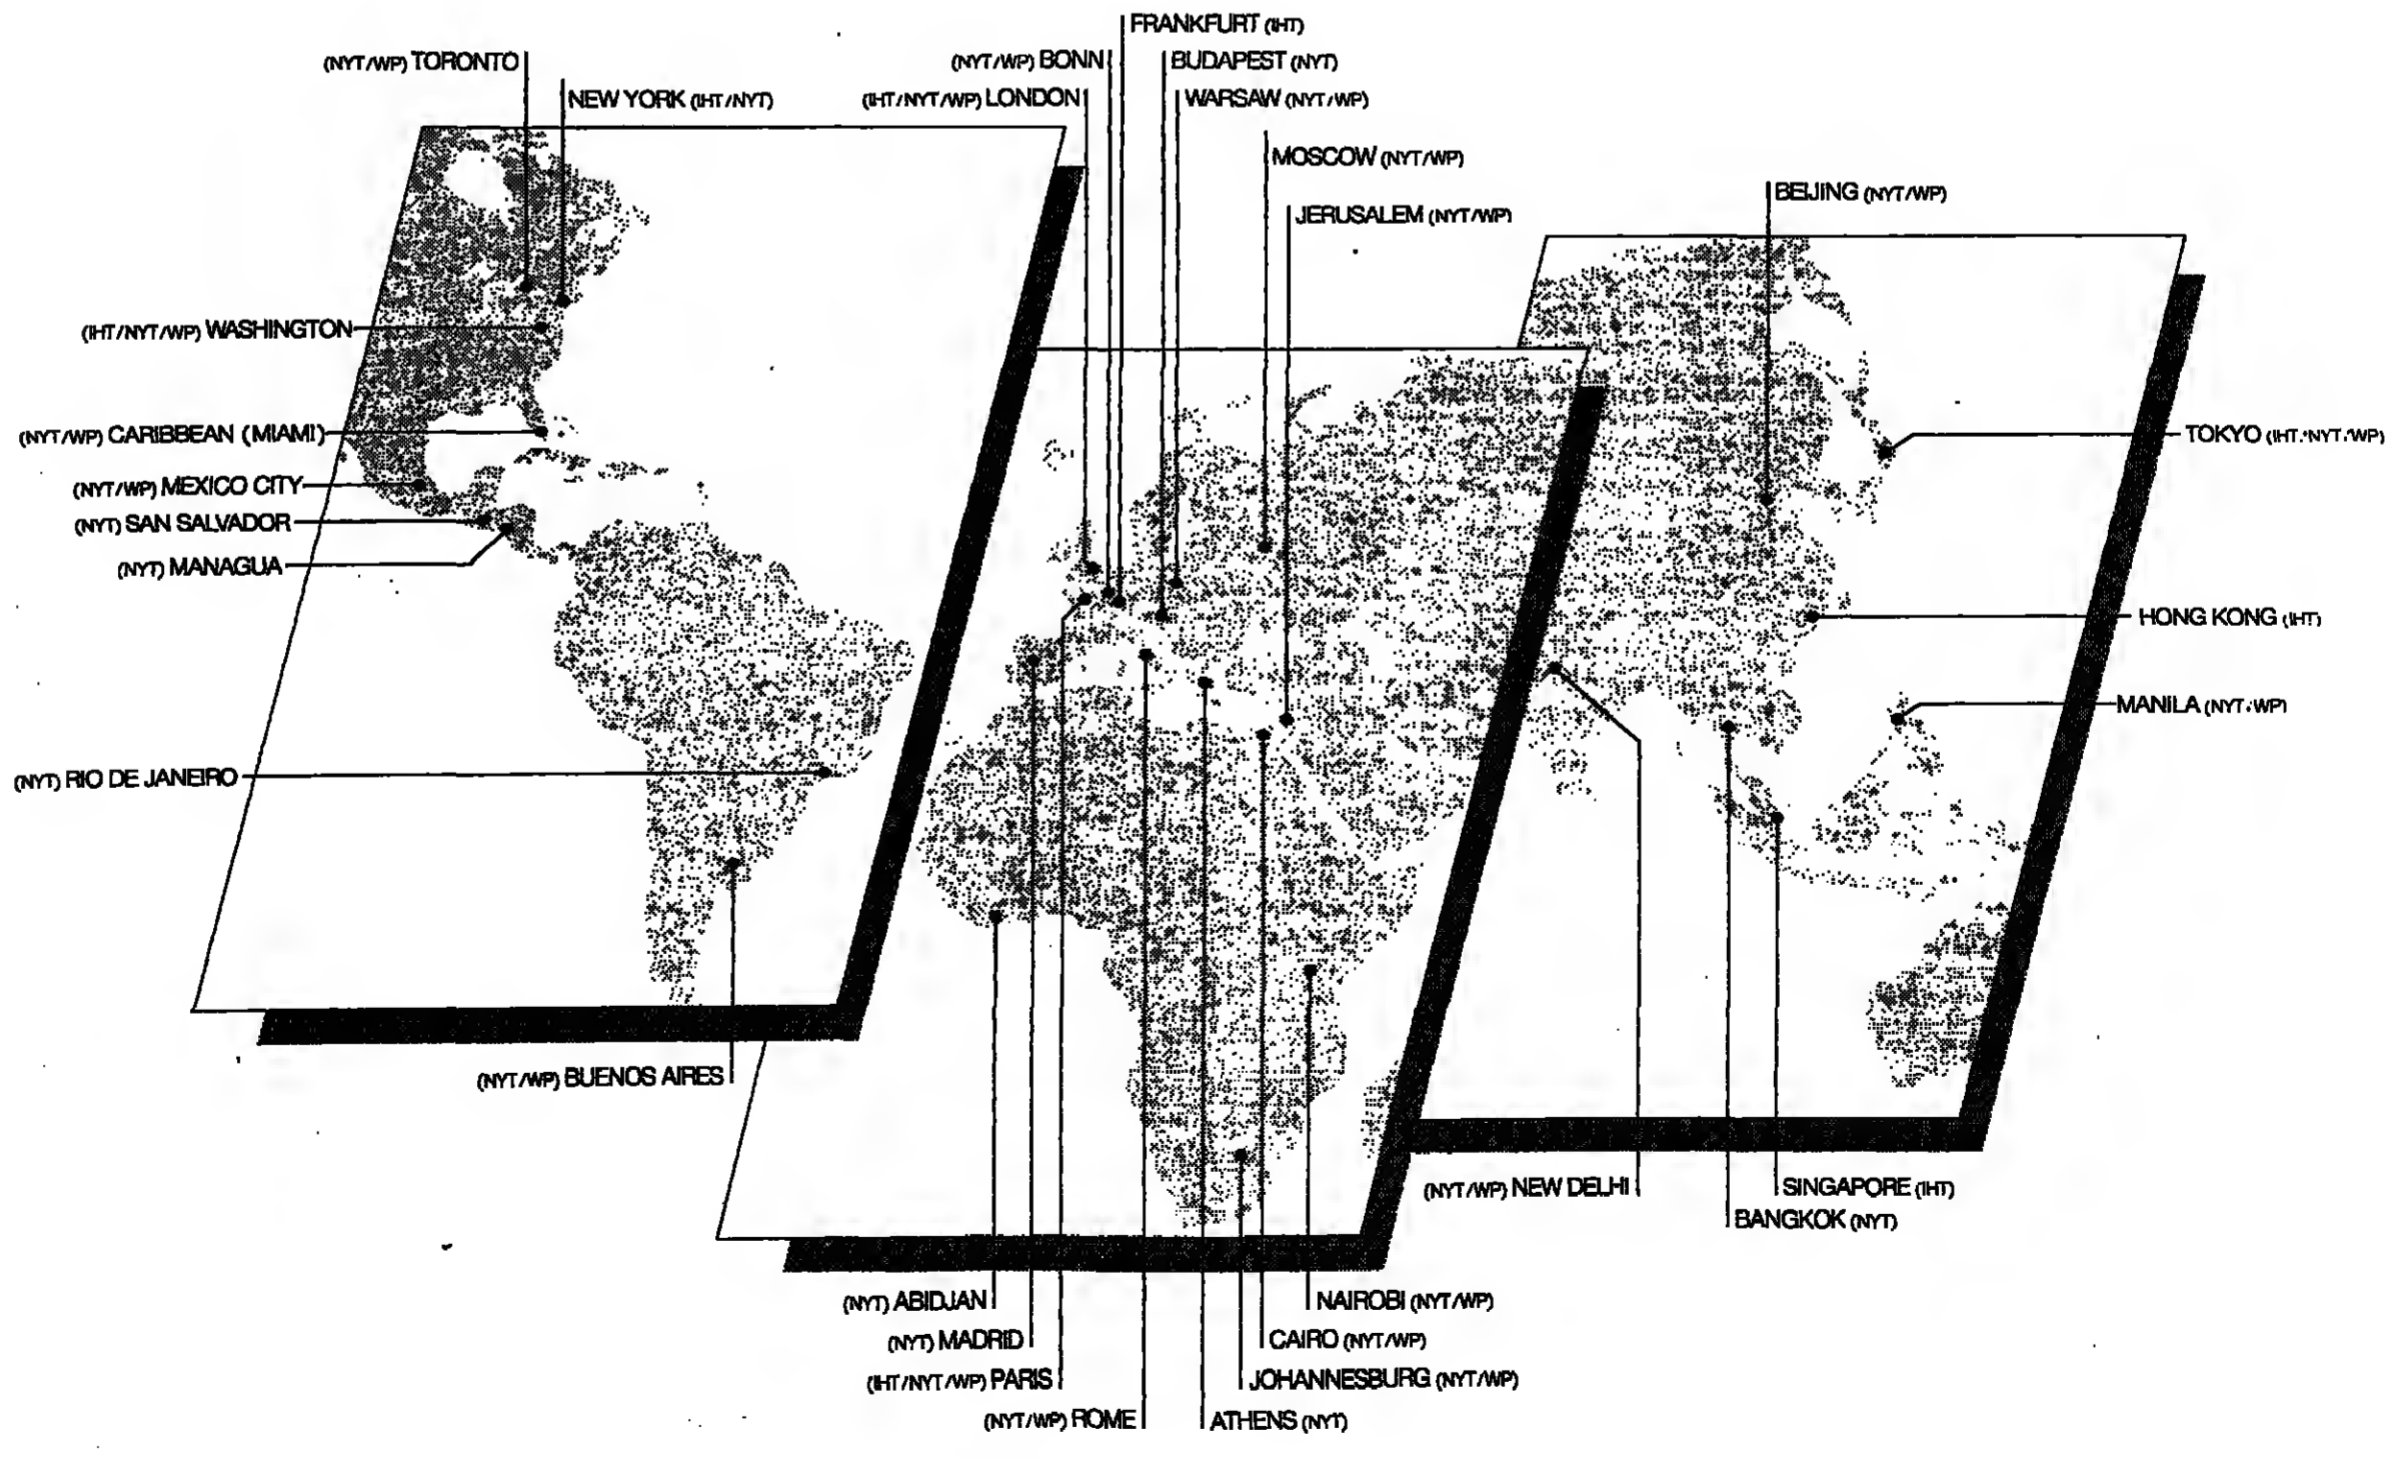 FRANKFURT (IHT)
(NYT/WP) TORONTO
(NYT/WP) BONN
BUDAPEST (NYT)
NEW YORK (IHT/NYT)
(IHT/NYT/WP) LONDON
WARSAW (NYT/WP)
MOSCOW (NYT/WP)
BEIJING (NYT/WP)
JERUSALEM (NYT/WP)
(IHT/NYT/WP) WASHINGTON
(NYT/WP) CARIBBEAN (MIAMI)
TOKYO (IHT/NYT/WP)
(NYT/WP) MEXICO CITY
(NYT) SAN SALVADOR
(NYT) MANAGUA
HONG KONG (IHT)
MANILA (NYT/WP)
(NYT) RIO DE JANEIRO
(NYT/WP) BUENOS AIRES
(NYT/WP) NEW DELHI
SINGAPORE (IHT)
BANGKOK (NYT)
(NYT) ABIDJAN
NAIROBI (NYT/WP)
(NYT) MADRID
CAIRO (NYT/WP)
(IHT/NYT/WP) PARIS
JOHANNESBURG (NYT/WP)
(NYT/WP) ROME
ATHENS (NYT)